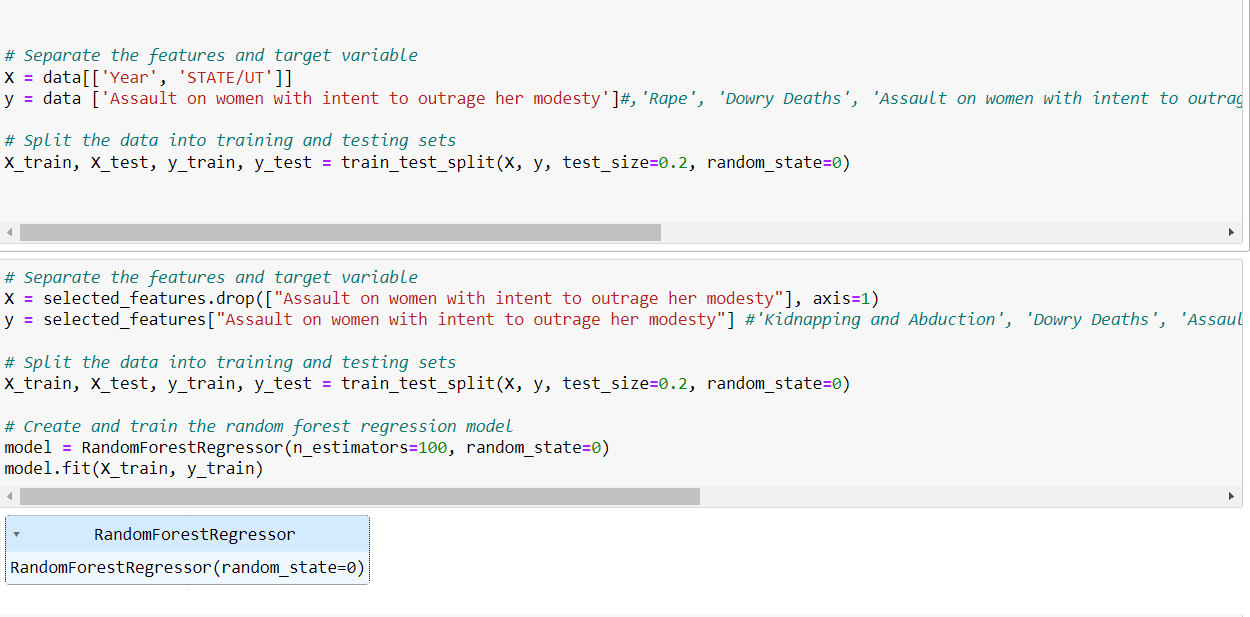 # Separate the features and target variable
X = data[['Year', 'STATE/UT']]
y = data ['Assault on women with intent to outrage her modesty']#,'Rape', 'Dowry Deaths', 'Assault on women with intent to outrag
# Split the data into training and testing sets
X_train, X_test, y_train, y_test = train_test_split(X, y, test_size=0.2, random_state=0)
# Separate the features and target variable
X = selected_features.drop(["Assault on women with intent to outrage her modesty"], axis=1)
y = selected_features["Assault on women with intent to outrage her modesty"] #'Kidnapping and Abduction', 'Dowry Deaths', 'Assaul
# Split the data into training and testing sets
X_train, X_test, y_train, y_test = train_test_split(X, y, test_size=0.2, random_state=0)
# Create and train the random forest regression model
model = RandomForestRegressor(n_estimators=100, random_state=0)
model.fit(X_train, y_train)
RandomForestRegressor
RandomForestRegressor(random_state=0)